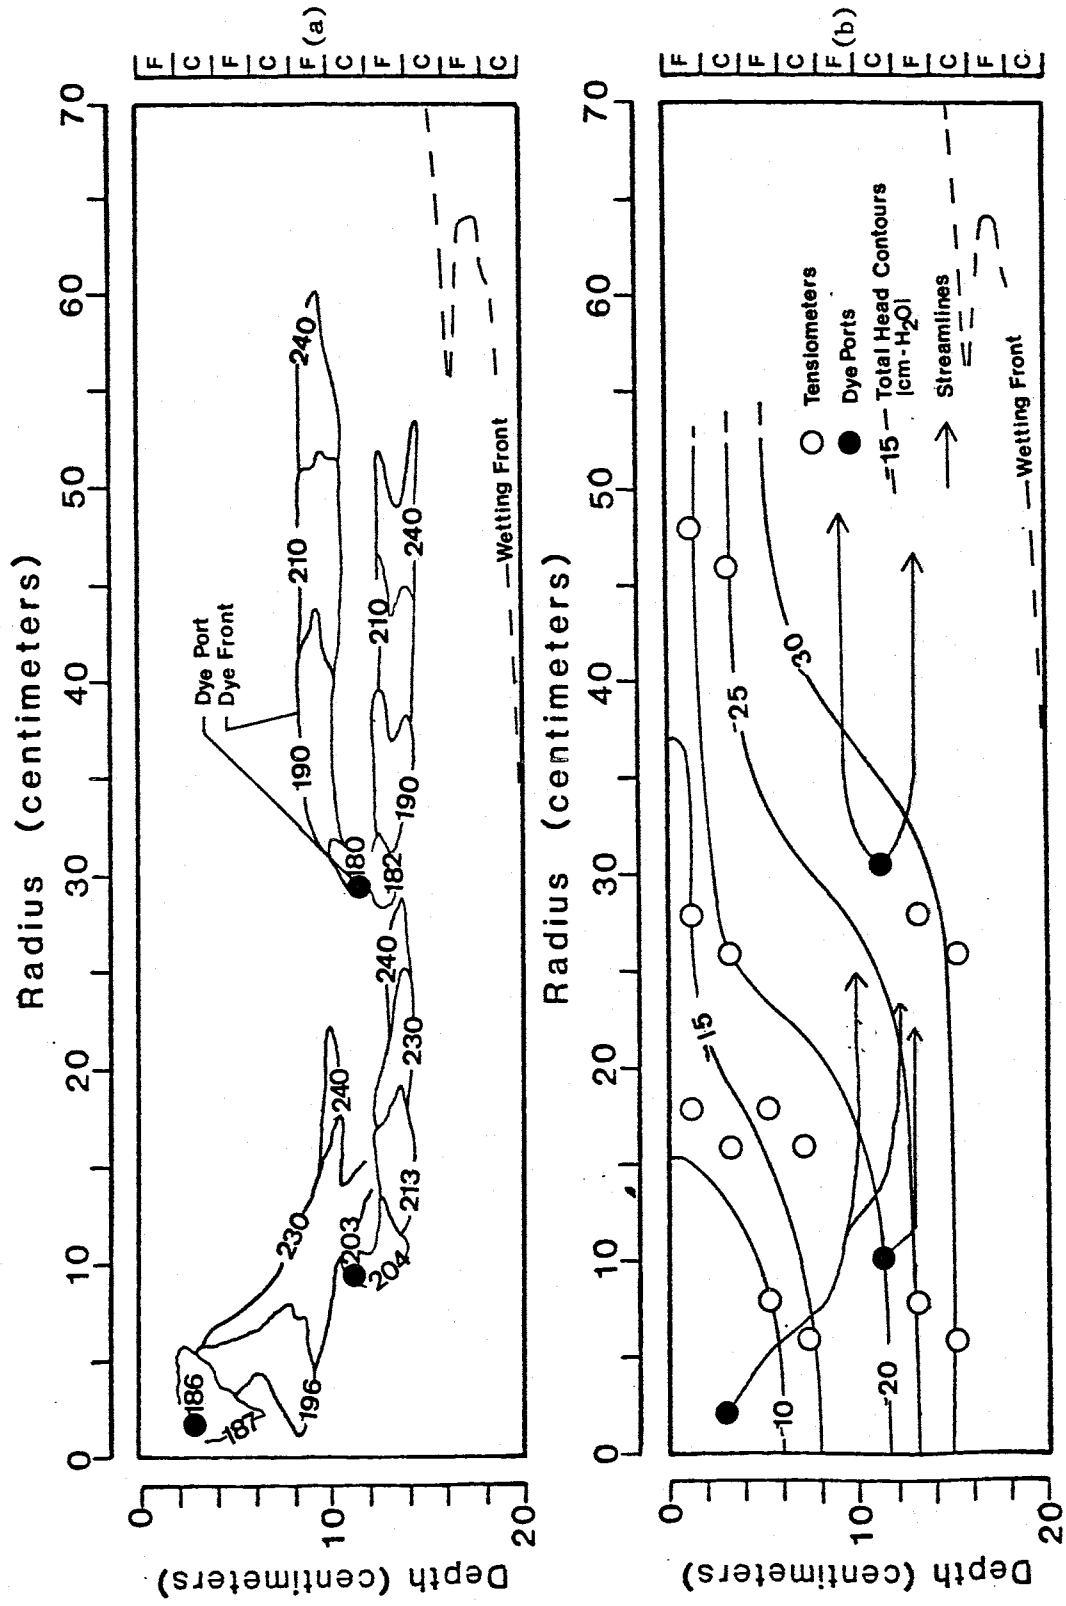 Radius (centimeters)
0 10 20 30 40 50 60 70
Depth (centimeters)
0 10 20
F C F C F C F C F C
(a)
Dye Port
Dye Front
186
187
196
230
240
203
204
213
230
240
180
182
190
210
240
190
210
240
Wetting Front
Radius (centimeters)
0 10 20 30 40 50 60 70
Depth (centimeters)
0 10 20
F C F C F C F C F C
(b)
-10
-15
-20
-25
-30
Tensiometers
Dye Ports
-15 Total Head Contours
(cm-H2O)
Streamlines
Wetting Front